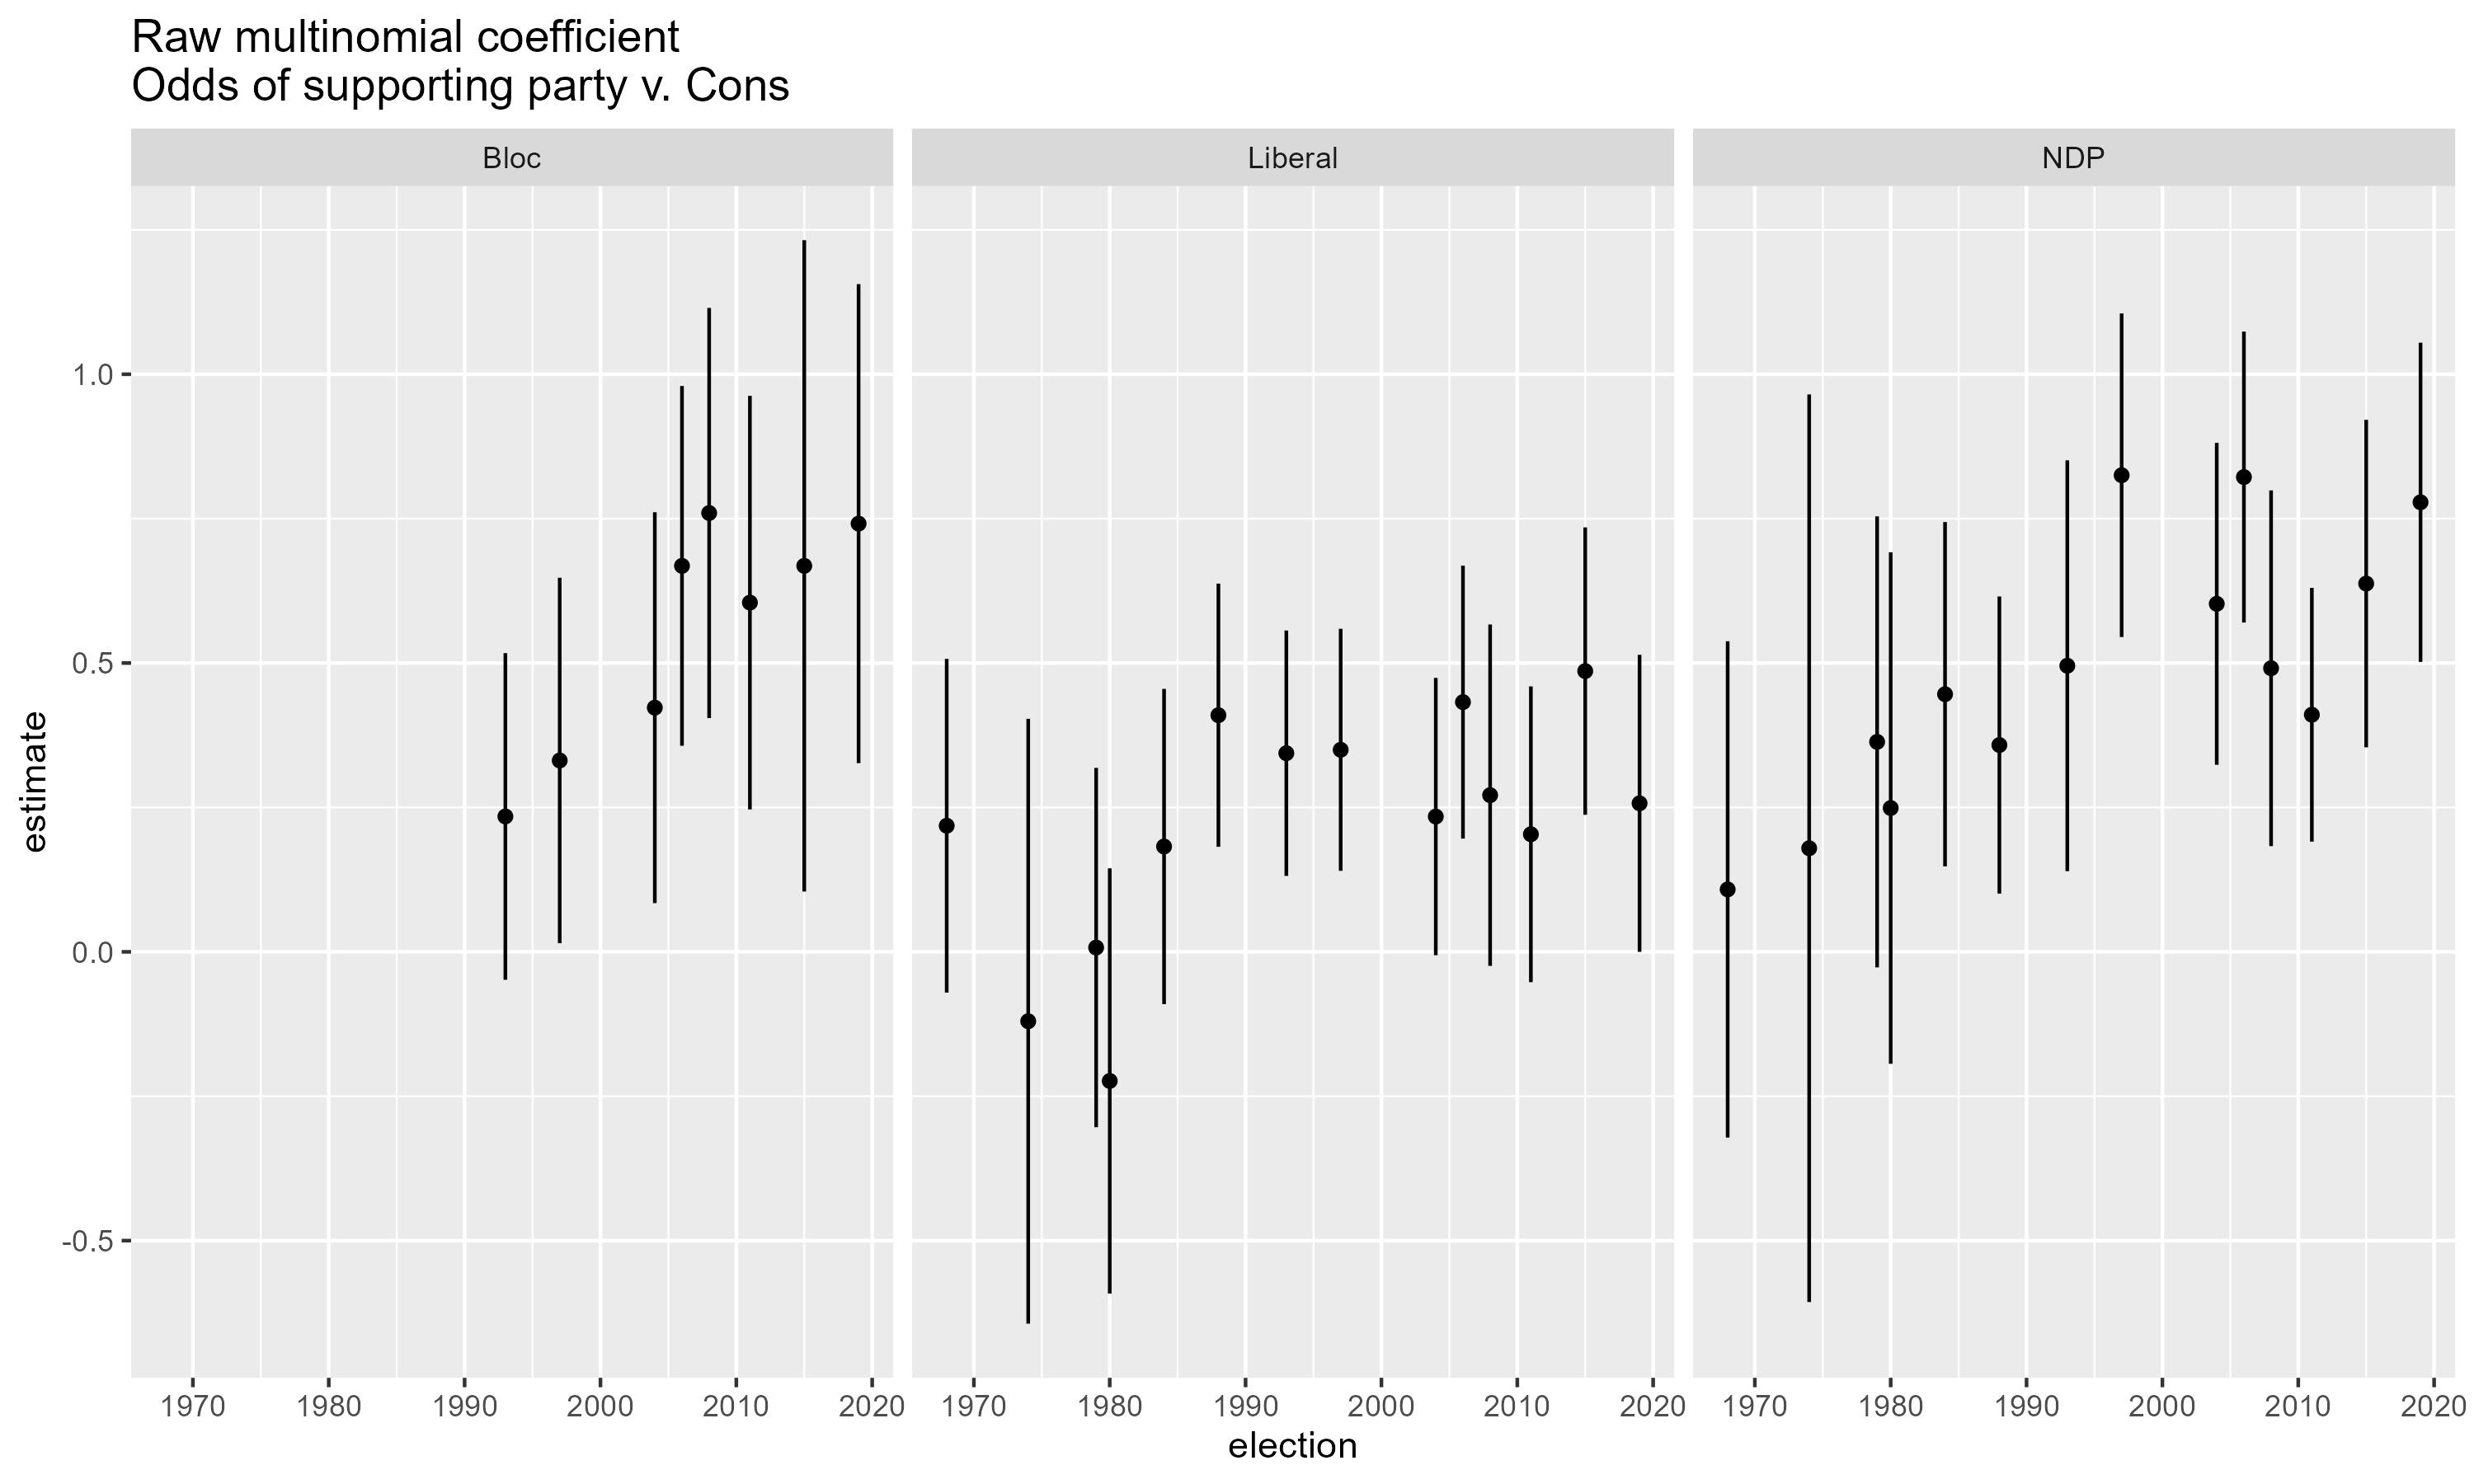 Raw multinomial coefficient
Odds of supporting party v. Cons
Bloc Liberal NDP
estimate
1.0
0.5
0.0
-0.5
1970 1980 1990 2000 2010 2020 1970 1980 1990 2000 2010 2020 1970 1980 1990 2000 2010 2020
election